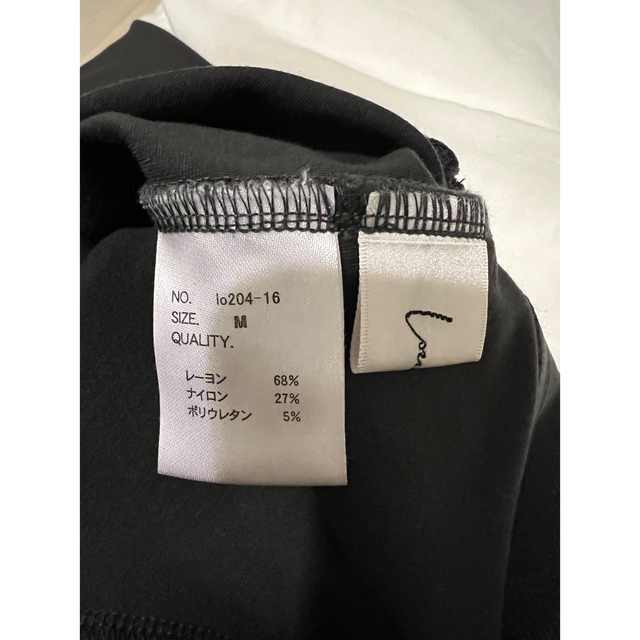 NO. lo204-16
SIZE. M
QUALITY.
レーヨン 68%
ナイロン 27%
ポリウレタン 5%